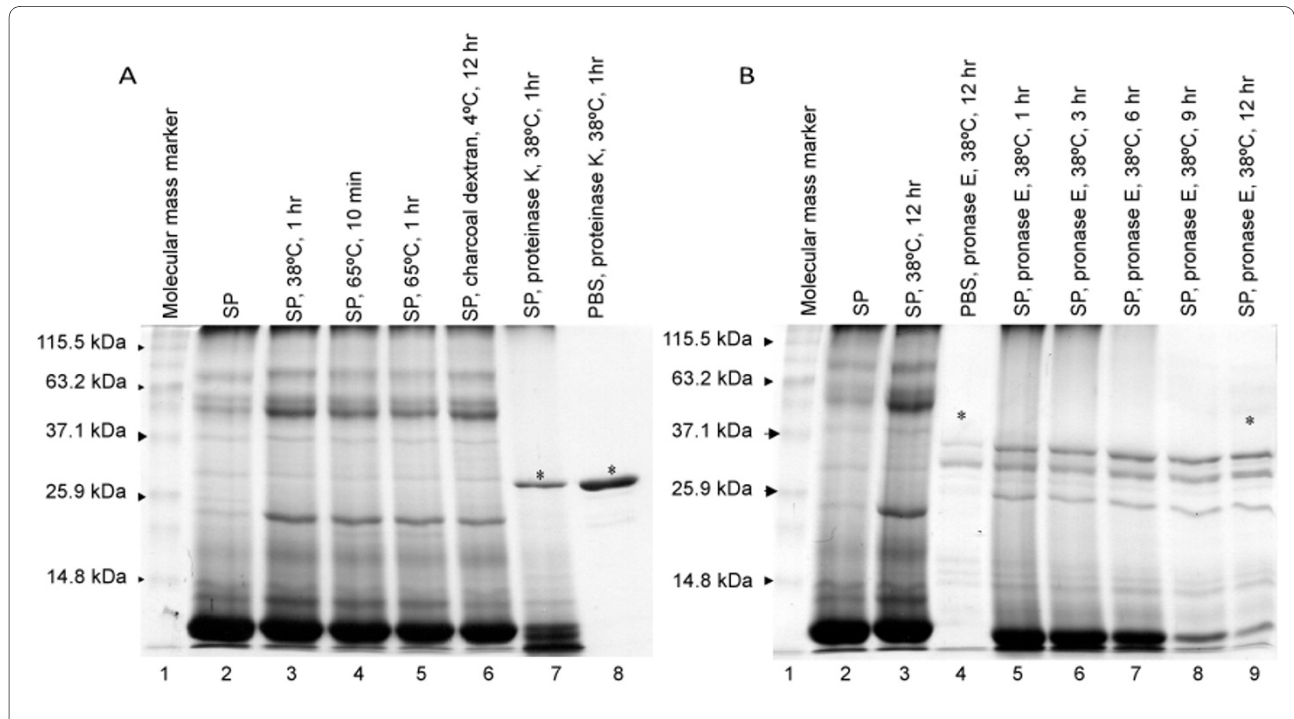 A
Molecular mass marker
SP
SP, 38ºC, 1 hr
SP, 65ºC, 10 min
SP, 65ºC, 1 hr
SP, charcoal dextran, 4ºC, 12 hr
SP, proteinase K, 38ºC, 1hr
PBS, proteinase K, 38ºC, 1hr
115.5 kDa
63.2 kDa
37.1 kDa
25.9 kDa
14.8 kDa
* *
1 2 3 4 5 6 7 8
B
Molecular mass marker
SP
SP, 38ºC, 12 hr
PBS, pronase E, 38ºC, 12 hr
SP, pronase E, 38ºC, 1 hr
SP, pronase E, 38ºC, 3 hr
SP, pronase E, 38ºC, 6 hr
SP, pronase E, 38ºC, 9 hr
SP, pronase E, 38ºC, 12 hr
115.5 kDa
63.2 kDa
37.1 kDa
25.9 kDa
14.8 kDa
* *
1 2 3 4 5 6 7 8 9